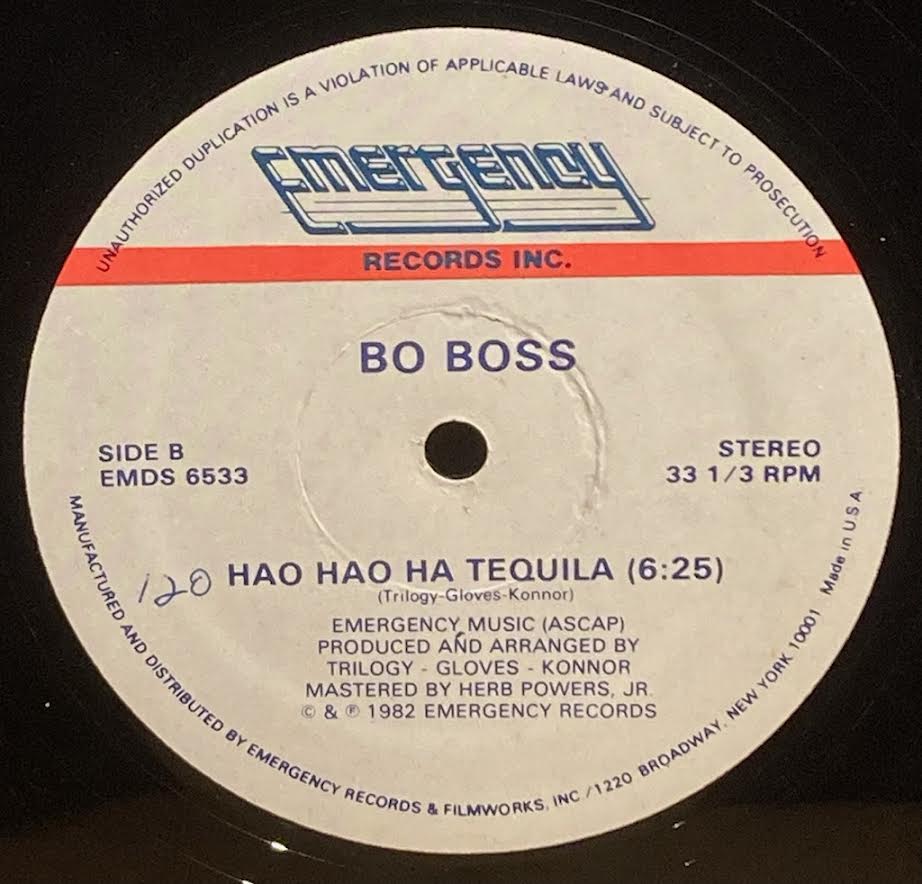 UNAUTHORIZED DUPLICATION IS A VIOLATION OF APPLICABLE LAWS AND SUBJECT TO PROSECUTION
Emergency
RECORDS INC.
BO BOSS
SIDE B
EMDS 6533
STEREO
33 1/3 RPM
120 HAO HAO HA TEQUILA (6:25)
(Trilogy-Gloves-Konnor)
EMERGENCY MUSIC (ASCAP)
PRODUCED AND ARRANGED BY
TRILOGY - GLOVES - KONNOR
MASTERED BY HERB POWERS, JR.
© & ℗ 1982 EMERGENCY RECORDS
MANUFACTURED AND DISTRIBUTED BY EMERGENCY RECORDS & FILMWORKS, INC / 1220 BROADWAY, NEW YORK 10001 Made in U.S.A.